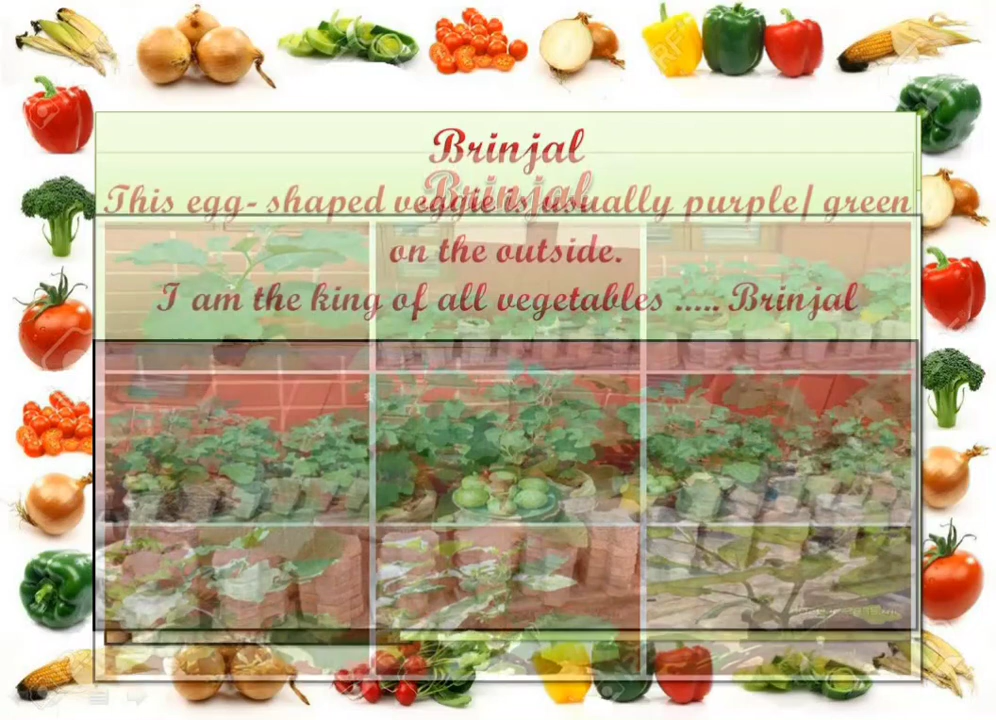 Brinjal
Brinjal
This egg- shaped veggie is usually purple/ green
on the outside.
I am the king of all vegetables ..... Brinjal